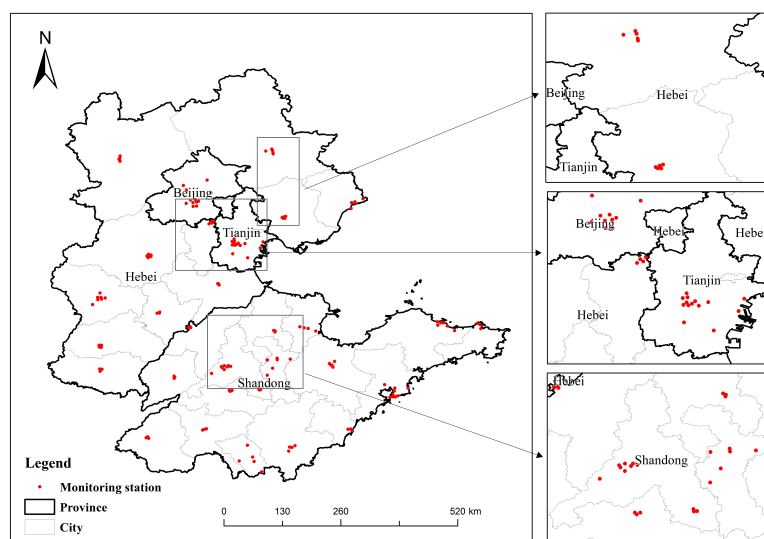 N
Beijing
Tianjin
Hebei
Shandong
Legend
Monitoring station
Province
City
0 130 260 520 km
Beijing
Hebei
Tianjin
Beijing
Hebei
Hebei
Tianjin
Hebei
Hebei
Shandong